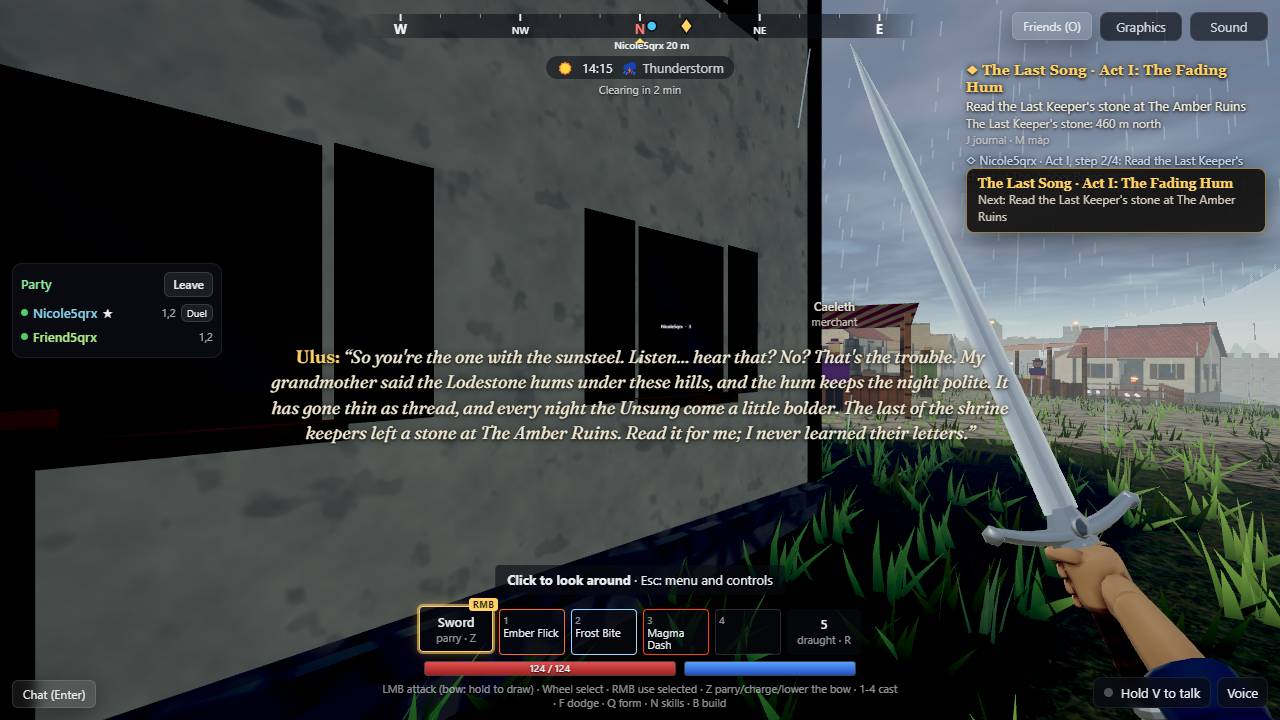 W NW N NE E
Nicole5qrx 20 m
14:15 Thunderstorm
Clearing in 2 min
Friends (O) Graphics Sound
The Last Song · Act I: The Fading
Hum
Read the Last Keeper's stone at The Amber Ruins
The Last Keeper's stone: 460 m north
J journal · M map
Nicole5qrx · Act I, step 2/4: Read the Last Keeper's
The Last Song · Act I: The Fading Hum
Next: Read the Last Keeper's stone at The Amber
Ruins
Party Leave
Nicole5qrx ★ 1,2 Duel
Friend5qrx 1,2
Caeleth
merchant
Ulus: “So you're the one with the sunsteel. Listen... hear that? No? That's the trouble. My
grandmother said the Lodestone hums under these hills, and the hum keeps the night polite. It
has gone thin as thread, and every night the Unsung come a little bolder. The last of the shrine
keepers left a stone at The Amber Ruins. Read it for me; I never learned their letters.”
Click to look around · Esc: menu and controls
RMB
Sword
parry · Z
1
Ember Flick
2
Frost Bite
3
Magma
Dash
4
5
draught · R
124 / 124
LMB attack (bow: hold to draw) · Wheel select · RMB use selected · Z parry/charge/lower the bow · 1-4 cast
· F dodge · Q form · N skills · B build
Chat (Enter)
Hold V to talk Voice